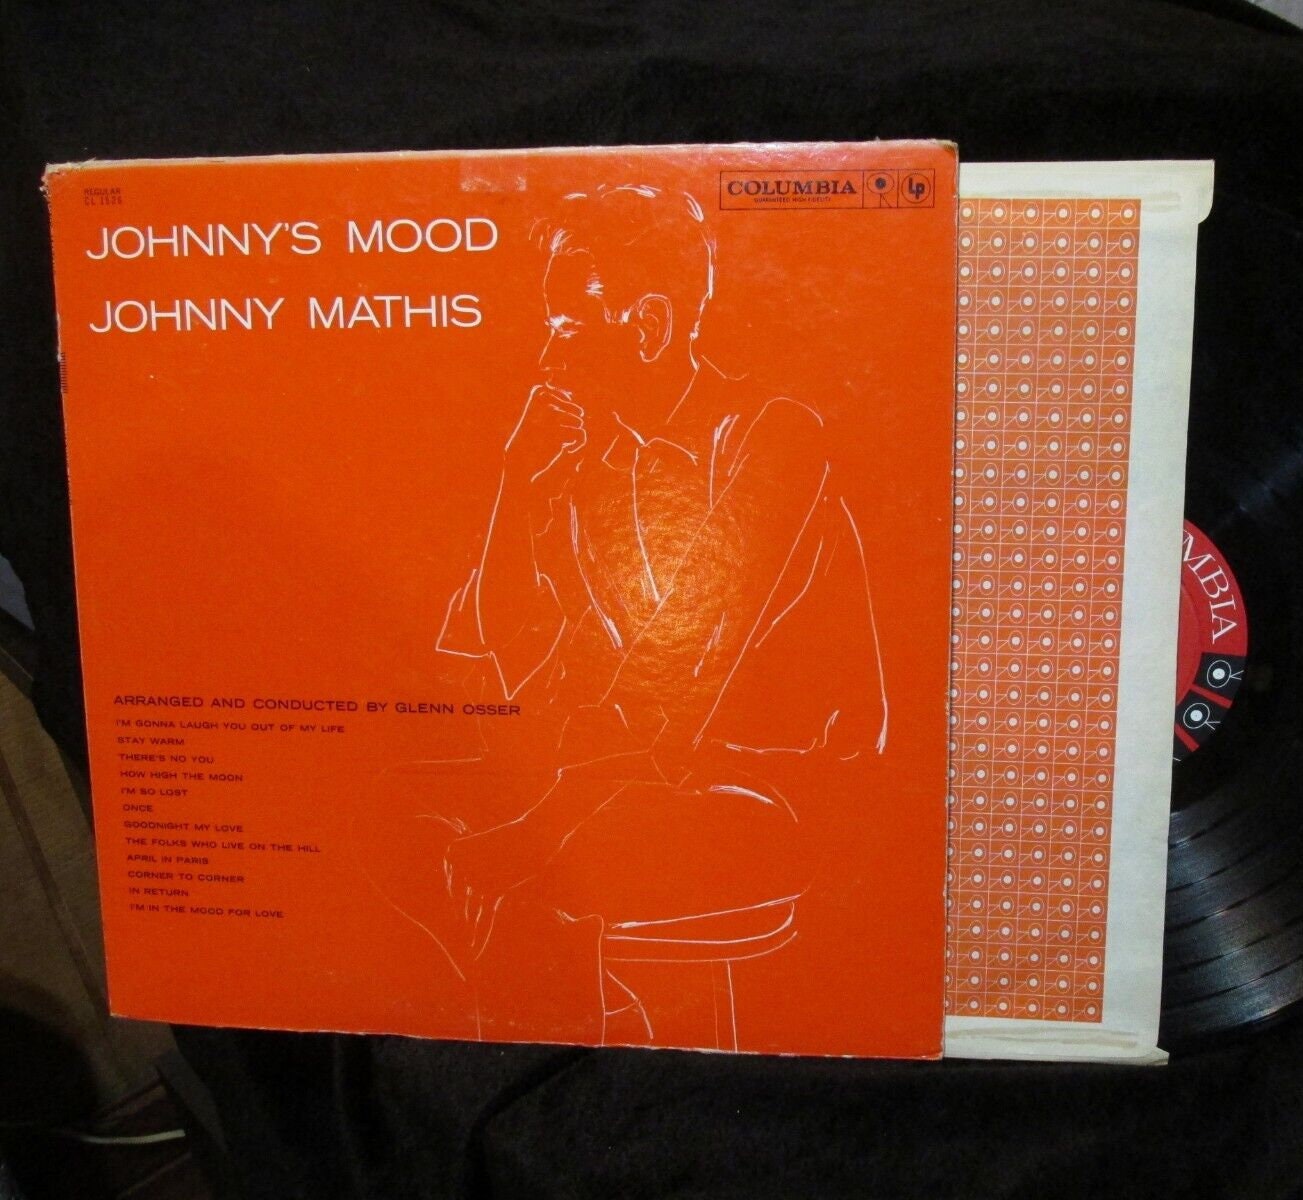 REGULAR
CL 1526
COLUMBIA
GUARANTEED HIGH FIDELITY
Lp
JOHNNY'S MOOD
JOHNNY MATHIS
ARRANGED AND CONDUCTED BY GLENN OSSER
I'M GONNA LAUGH YOU OUT OF MY LIFE
STAY WARM
THERE'S NO YOU
HOW HIGH THE MOON
I'M SO LOST
ONCE
GOODNIGHT MY LOVE
THE FOLKS WHO LIVE ON THE HILL
APRIL IN PARIS
CORNER TO CORNER
IN RETURN
I'M IN THE MOOD FOR LOVE
MBIA